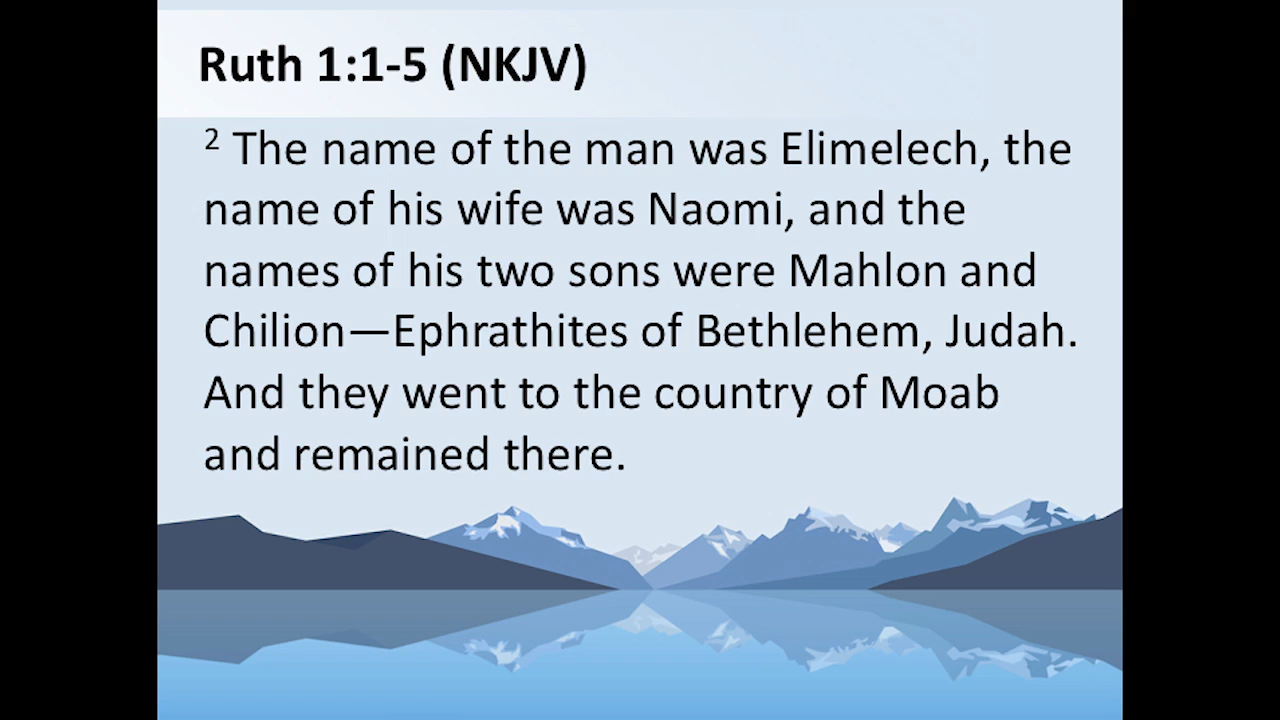 Ruth 1:1-5 (NKJV)
2 The name of the man was Elimelech, the
name of his wife was Naomi, and the
names of his two sons were Mahlon and
Chilion—Ephrathites of Bethlehem, Judah.
And they went to the country of Moab
and remained there.